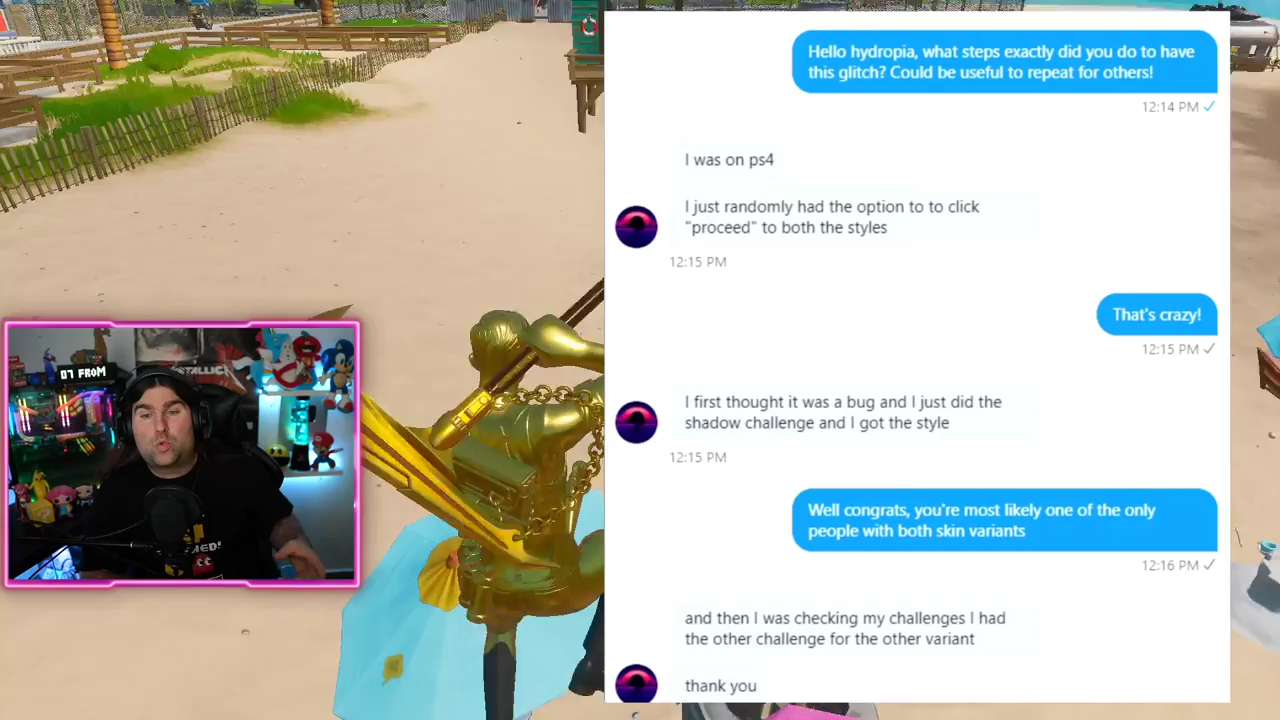 Hello hydropia, what steps exactly did you do to have
this glitch? Could be useful to repeat for others!
12:14 PM
I was on ps4
I just randomly had the option to to click
"proceed" to both the styles
12:15 PM
That's crazy!
12:15 PM
I first thought it was a bug and I just did the
shadow challenge and I got the style
12:15 PM
Well congrats, you're most likely one of the only
people with both skin variants
12:16 PM
and then I was checking my challenges I had
the other challenge for the other variant
thank you
07 FROM
METALLICA